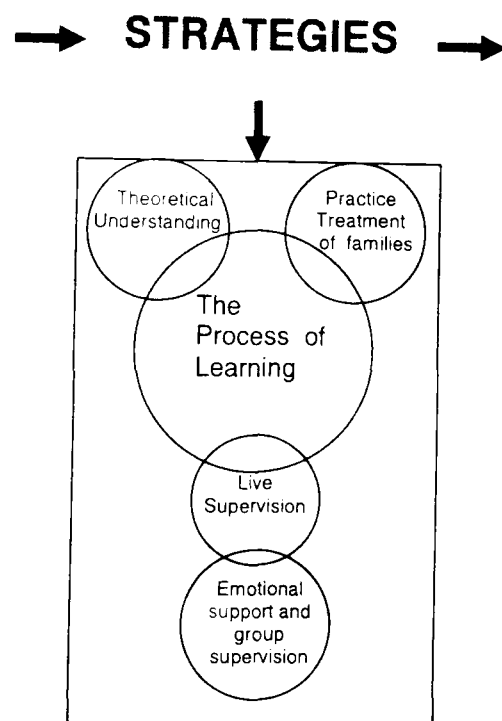 STRATEGIES
Theoretical
Understanding
Practice
Treatment
of families
The
Process of
Learning
Live
Supervision
Emotional
support and
group
supervision